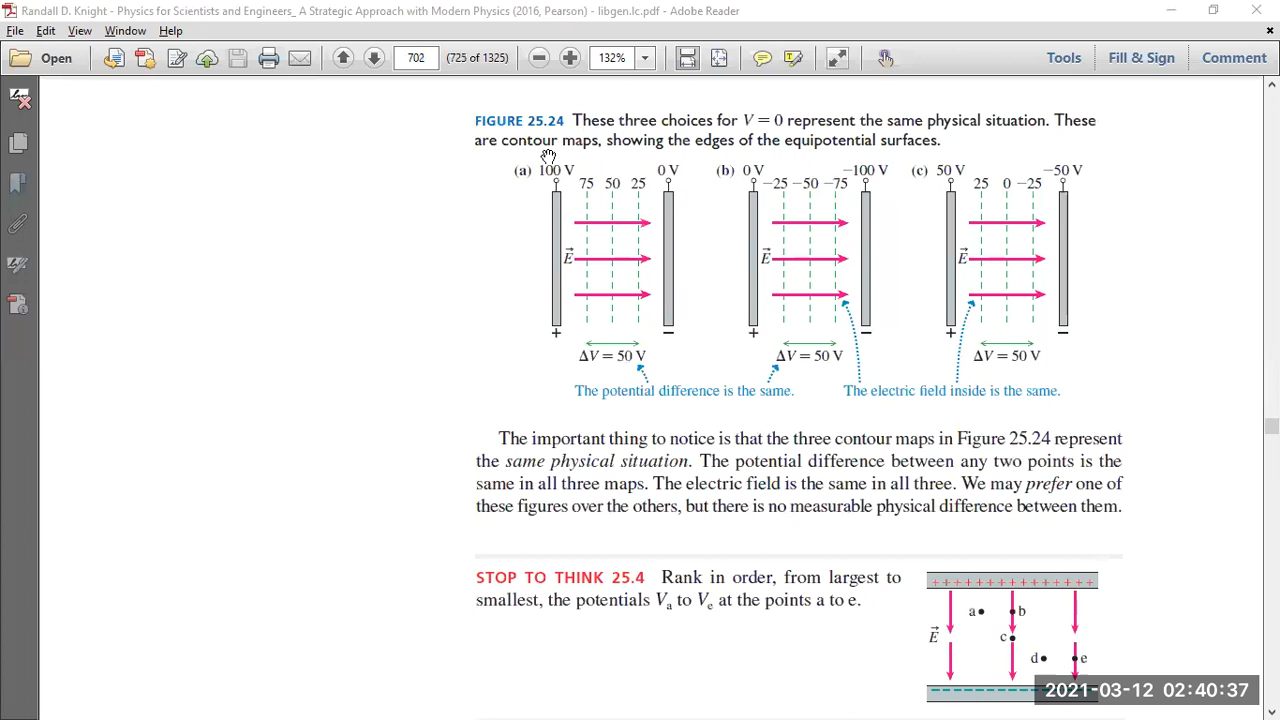 Randall D. Knight - Physics for Scientists and Engineers_ A Strategic Approach with Modern Physics (2016, Pearson) - libgen.lc.pdf - Adobe Reader
File Edit View Window Help
Open 702 (725 of 1325) 132% Tools Fill & Sign Comment
FIGURE 25.24 These three choices for V = 0 represent the same physical situation. These
are contour maps, showing the edges of the equipotential surfaces.
(a) 100 V 0 V (b) 0 V −100 V (c) 50 V −50 V
75 50 25 −25 −50 −75 25 0 −25
E E E
+ − + − + −
ΔV = 50 V ΔV = 50 V ΔV = 50 V
The potential difference is the same. The electric field inside is the same.
The important thing to notice is that the three contour maps in Figure 25.24 represent
the same physical situation. The potential difference between any two points is the
same in all three maps. The electric field is the same in all three. We may prefer one of
these figures over the others, but there is no measurable physical difference between them.
STOP TO THINK 25.4 Rank in order, from largest to
smallest, the potentials Va to Ve at the points a to e.
+ + + + + + + + + + + + + +
a b
E c
d e
2021-03-12 02:40:37